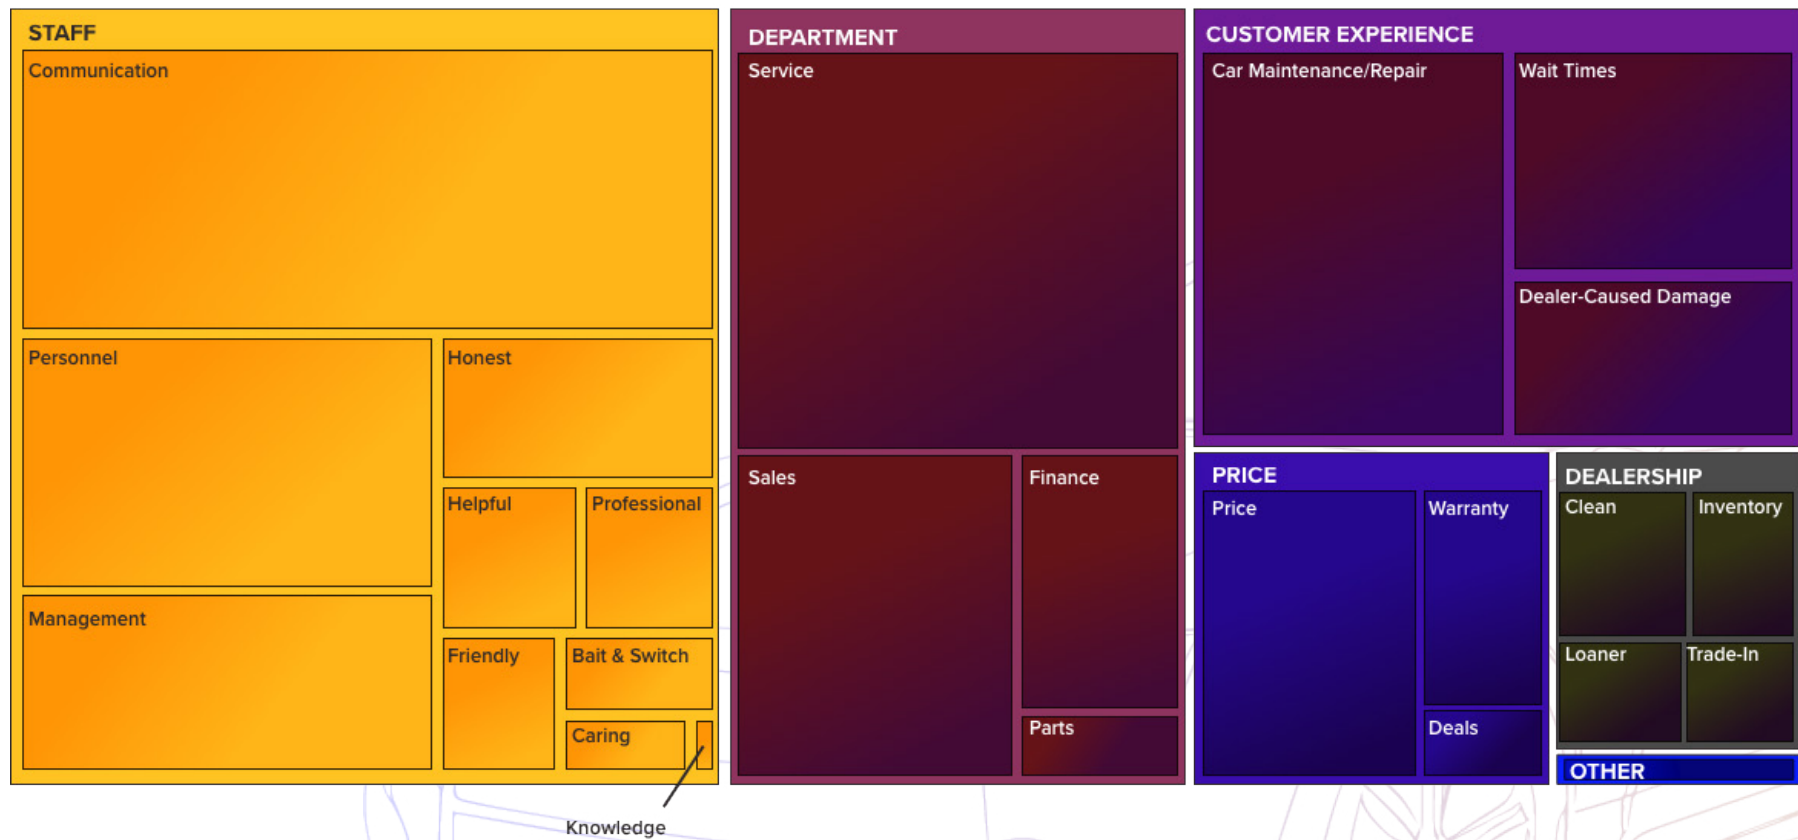 STAFF
Communication
Personnel
Honest
Helpful
Professional
Management
Friendly
Bait & Switch
Caring
Knowledge
DEPARTMENT
Service
Sales
Finance
Parts
CUSTOMER EXPERIENCE
Car Maintenance/Repair
Wait Times
Dealer-Caused Damage
PRICE
Price
Warranty
Deals
DEALERSHIP
Clean
Inventory
Loaner
Trade-In
OTHER